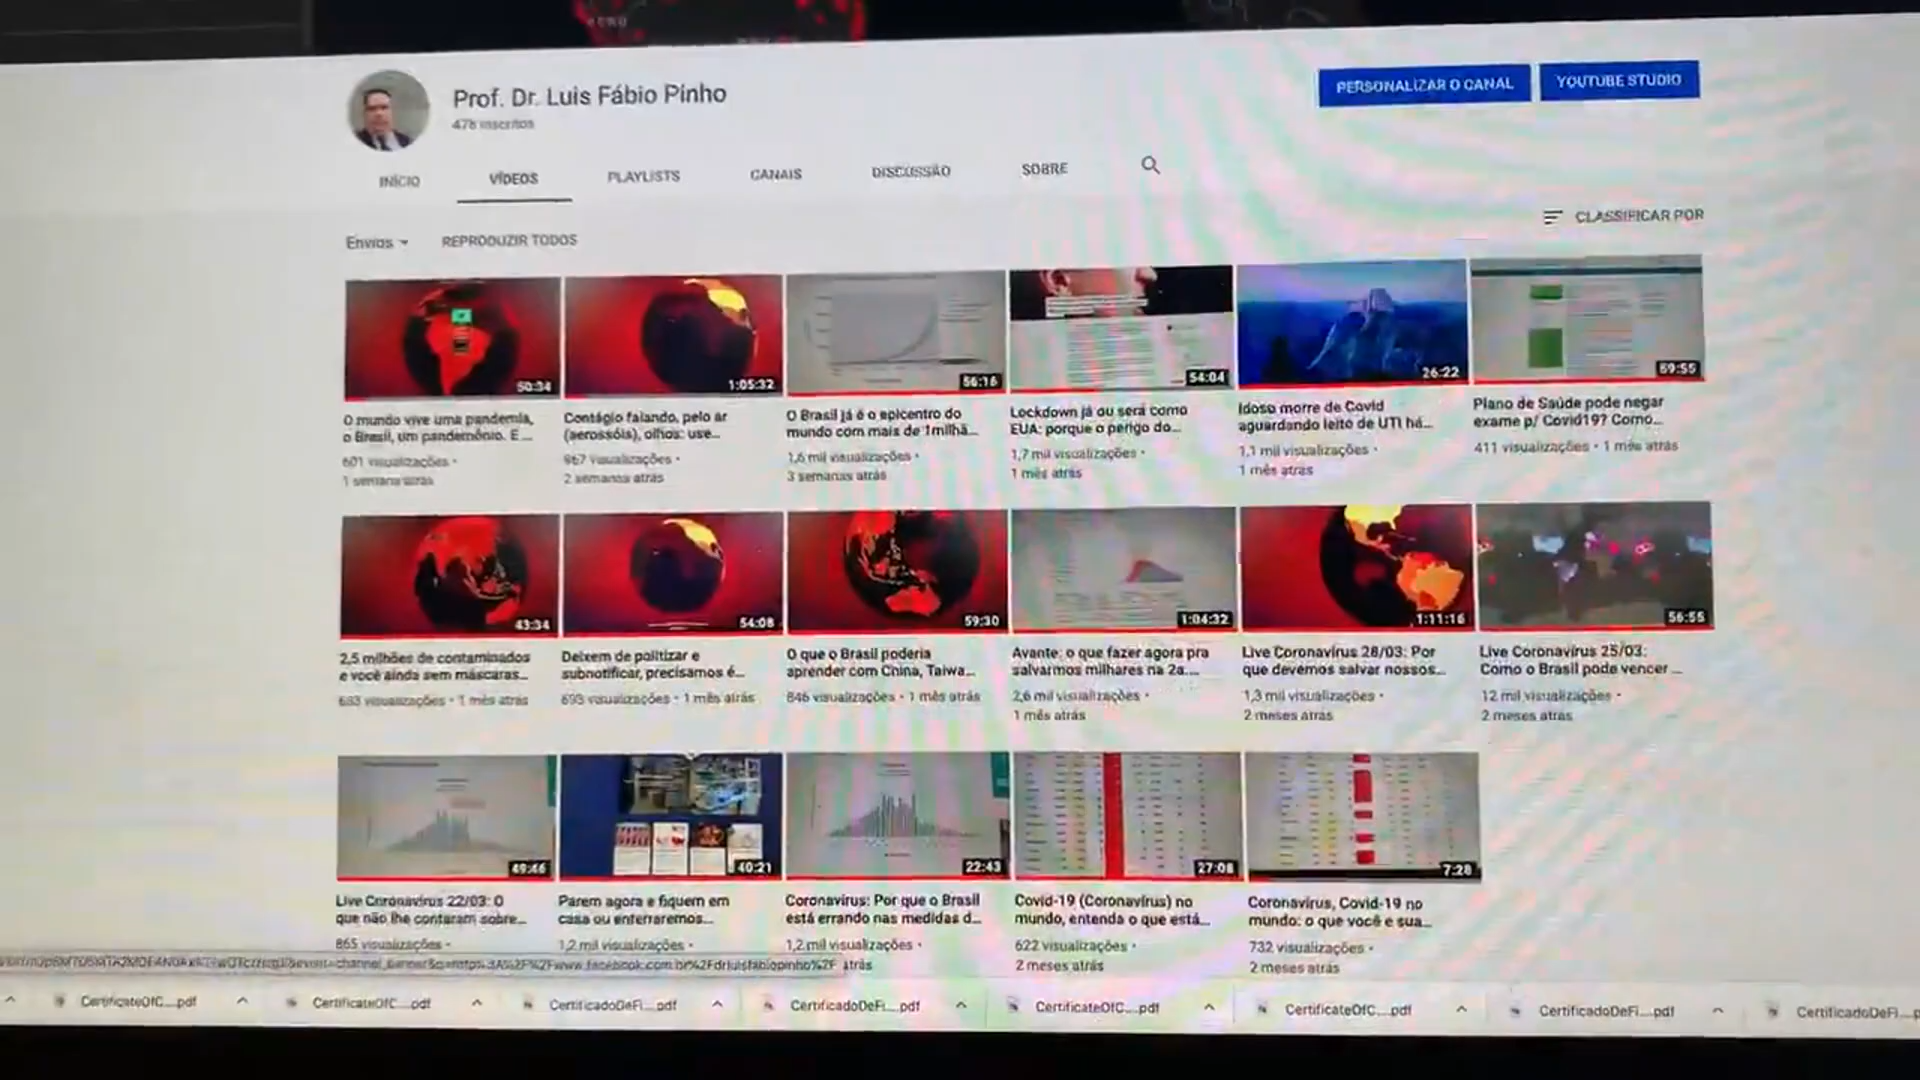 Prof. Dr. Luis Fábio Pinho
478 inscritos
PERSONALIZAR O CANAL
YOUTUBE STUDIO
INÍCIO
VÍDEOS
PLAYLISTS
CANAIS
DISCUSSÃO
SOBRE
CLASSIFICAR POR
Envios
REPRODUZIR TODOS
50:34
1:05:32
56:16
54:04
26:22
59:55
O mundo vive uma pandemia,
o Brasil, um pandemônio. E...
601 visualizações •
1 semana atrás
Contágio falando, pelo ar
(aerossóis), olhos: use...
867 visualizações •
2 semanas atrás
O Brasil já é o epicentro do
mundo com mais de 1milhã...
1,6 mil visualizações •
3 semanas atrás
Lockdown já ou será como
EUA: porque o perigo do...
1,7 mil visualizações •
1 mês atrás
Idoso morre de Covid
aguardando leito de UTI há...
1,1 mil visualizações •
1 mês atrás
Plano de Saúde pode negar
exame p/ Covid19? Como...
411 visualizações • 1 mês atrás
43:34
54:08
59:30
1:04:32
1:11:16
56:55
2,5 milhões de contaminados
e você ainda sem máscaras...
visualizações • 1 mês atrás
Deixem de politizar e
subnotificar, precisamos é...
693 visualizações • 1 mês atrás
O que o Brasil poderia
aprender com China, Taiwa...
846 visualizações • 1 mês atrás
Avante: o que fazer agora pra
salvarmos milhares na 2a....
2,6 mil visualizações •
1 mês atrás
Live Coronavírus 28/03: Por
que devemos salvar nossos...
1,3 mil visualizações •
2 meses atrás
Live Coronavírus 25/03:
Como o Brasil pode vencer ...
12 mil visualizações •
2 meses atrás
49:46
40:21
22:43
27:08
7:28
Live Coronavírus 22/03: O
que não lhe contaram sobre...
865 visualizações •
Parem agora e fiquem em
casa ou enterraremos...
1,2 mil visualizações •
Coronavírus: Por que o Brasil
está errando nas medidas d...
1,2 mil visualizações •
atrás
Covid-19 (Coronavírus) no
mundo, entenda o que está...
622 visualizações •
2 meses atrás
Coronavírus, Covid-19 no
mundo: o que você e sua...
732 visualizações •
2 meses atrás
CertificateOfC....pdf
CertificateOfC....pdf
CertificadoDeFi....pdf
CertificadoDeFi....pdf
CertificateOfC....pdf
CertificateOfC....pdf
CertificadoDeFi....pdf
CertificadoDeFi....p